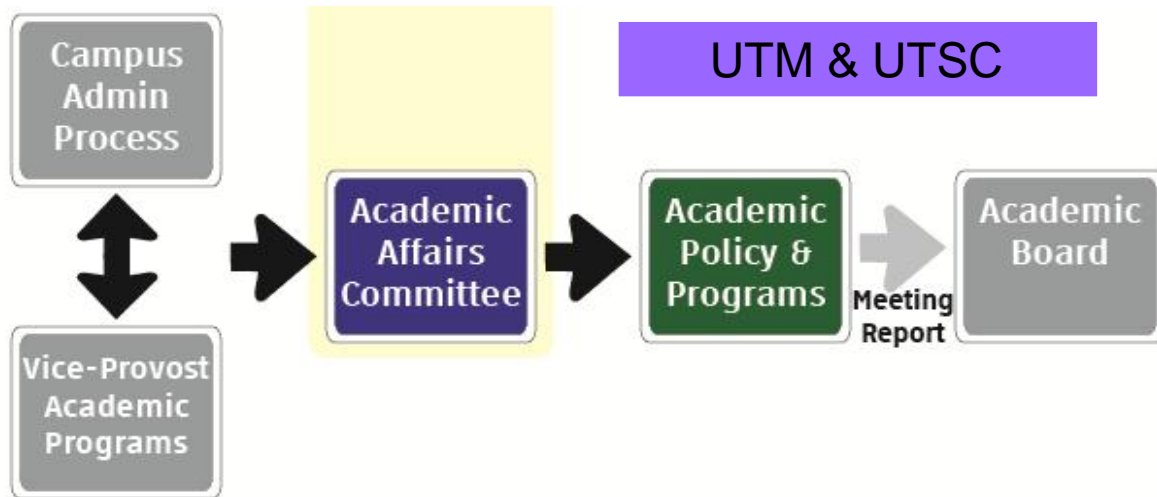 Campus
Admin
Process
UTM & UTSC
Academic
Affairs
Committee
Academic
Policy &
Programs
Meeting
Report
Academic
Board
Vice-Provost
Academic
Programs